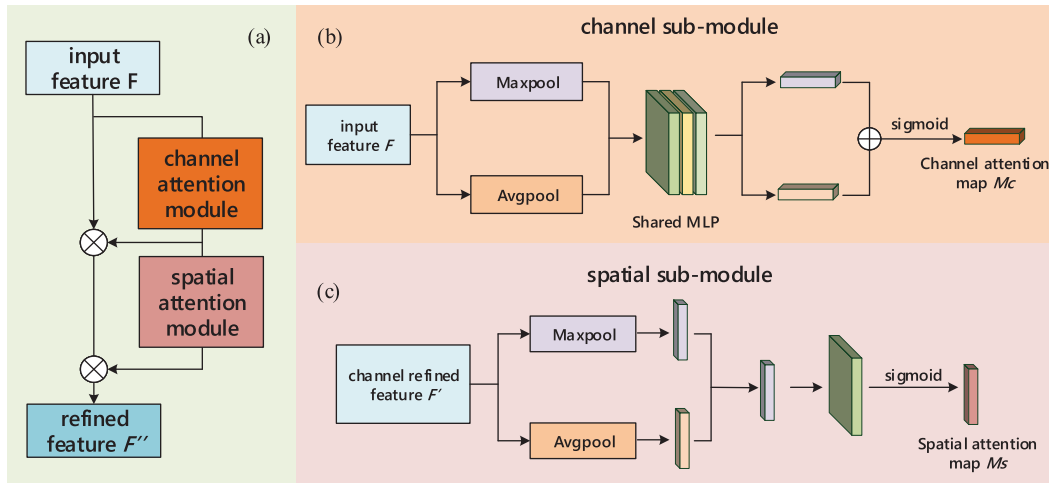 (a)
input
feature F
channel
attention
module
spatial
attention
module
refined
feature F′′
(b)
channel sub-module
input
feature F
Maxpool
Avgpool
Shared MLP
sigmoid
Channel attention
map Mc
(c)
spatial sub-module
channel refined
feature F′
Maxpool
Avgpool
sigmoid
Spatial attention
map Ms